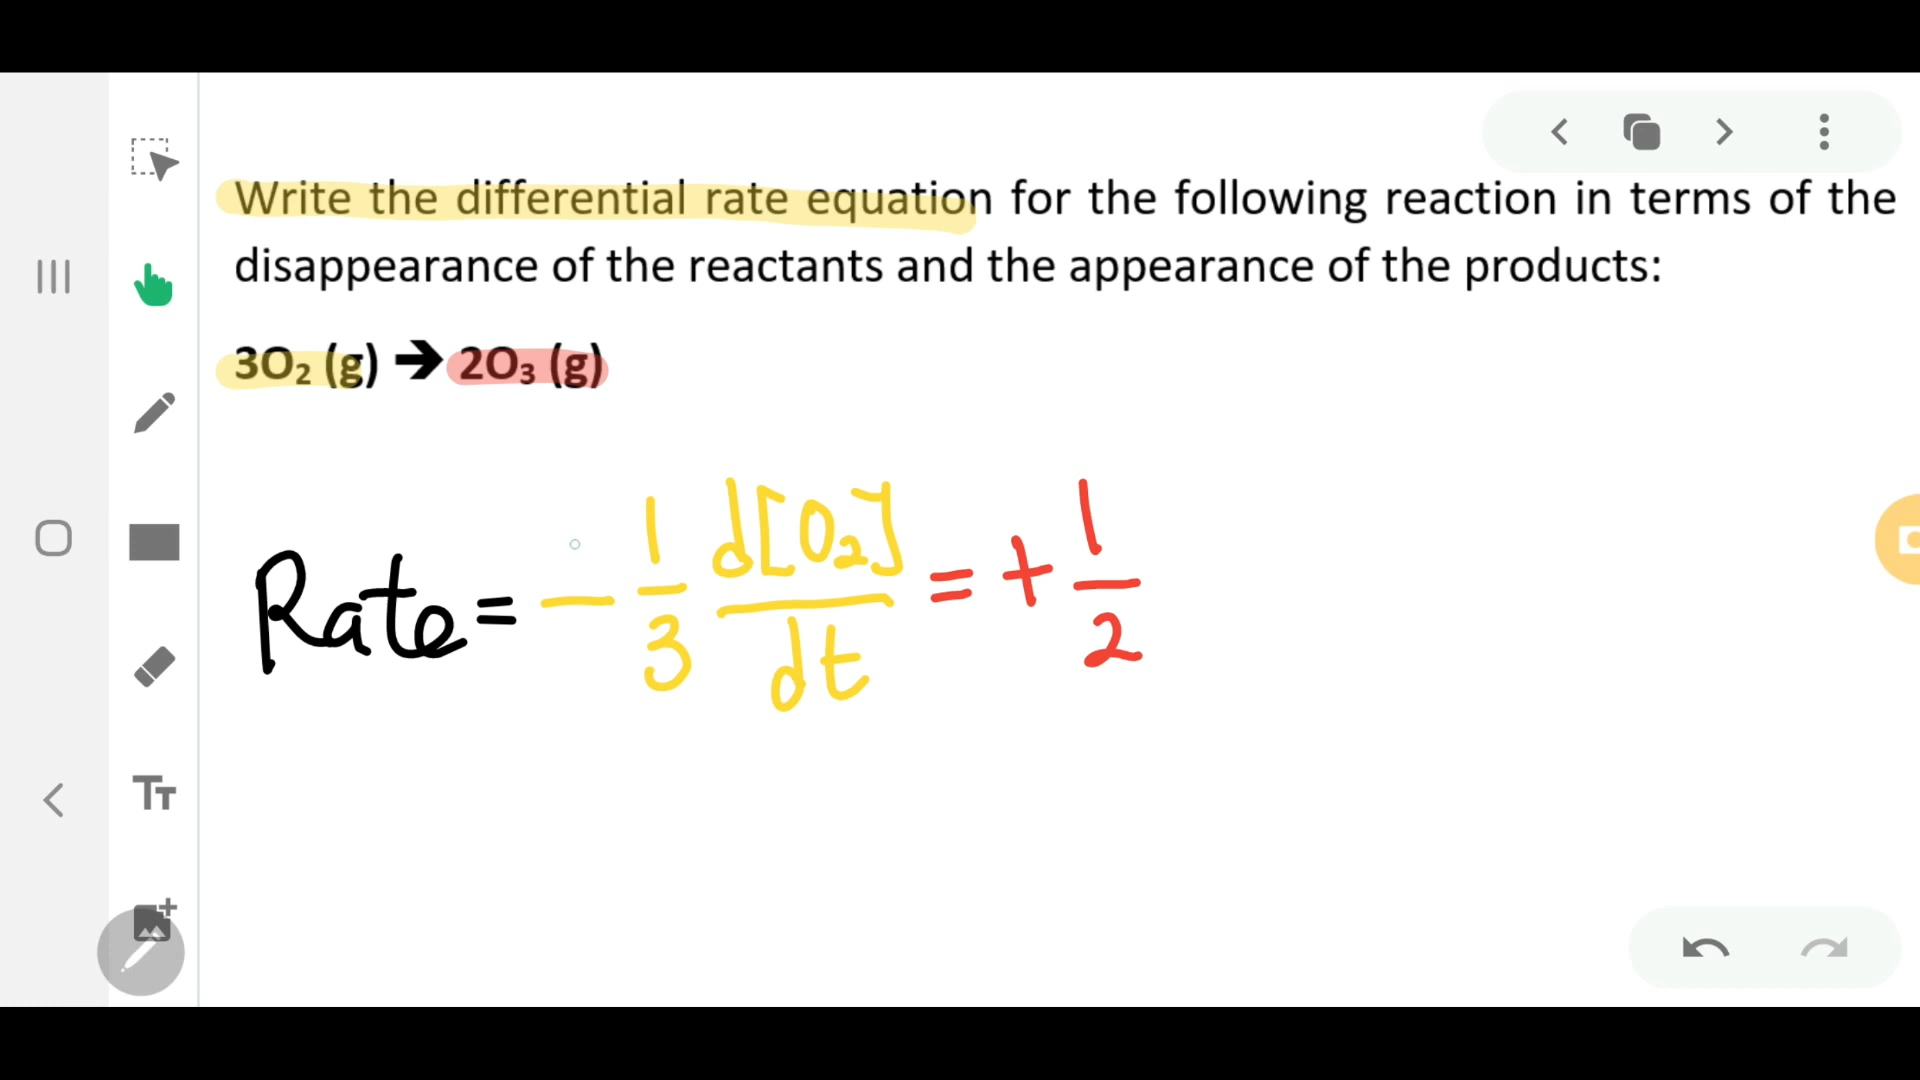 Write the differential rate equation for the following reaction in terms of the
disappearance of the reactants and the appearance of the products:
3O₂ (g) ➔ 2O₃ (g)
Rate = - 1/3 d[O₂]/dt = + 1/2
TT